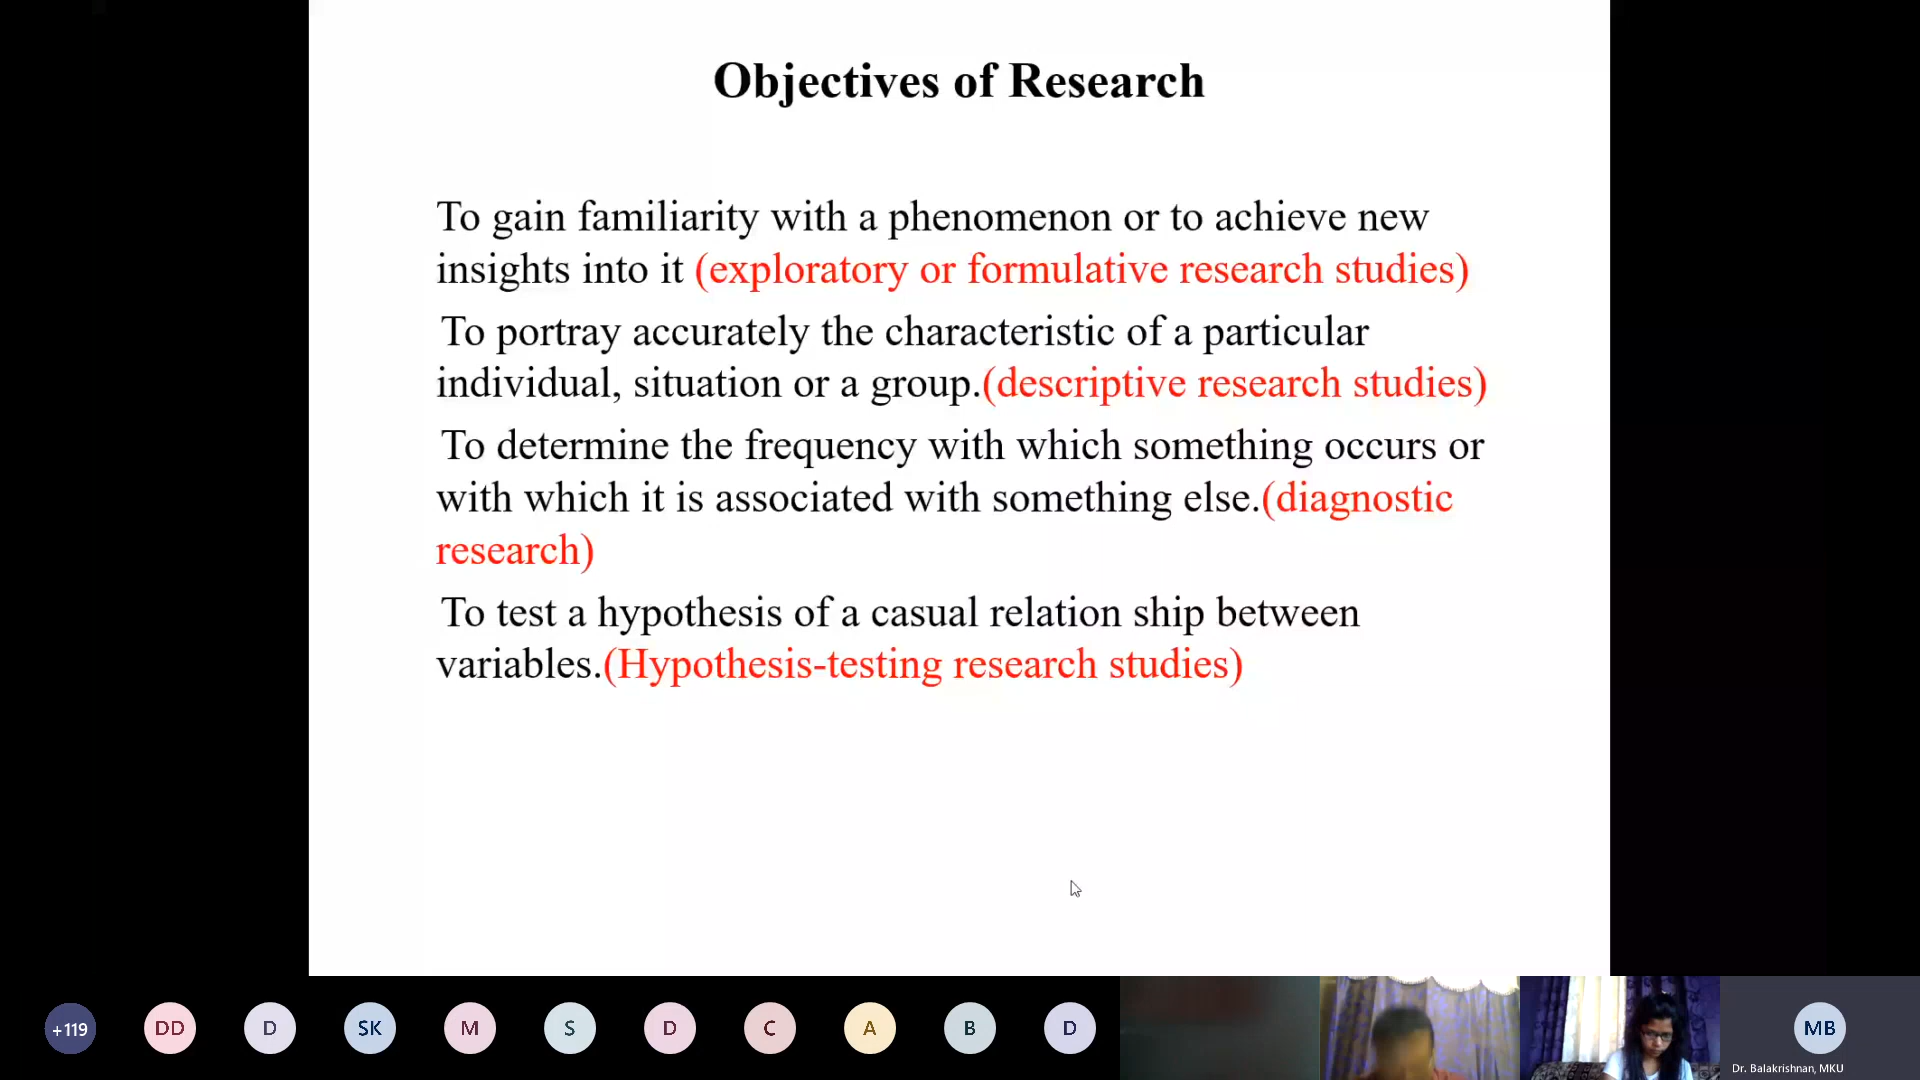 Objectives of Research
To gain familiarity with a phenomenon or to achieve new
insights into it (exploratory or formulative research studies)
To portray accurately the characteristic of a particular
individual, situation or a group.(descriptive research studies)
To determine the frequency with which something occurs or
with which it is associated with something else.(diagnostic
research)
To test a hypothesis of a casual relation ship between
variables.(Hypothesis-testing research studies)
+119
DD
D
SK
M
S
D
C
A
B
D
MB
Dr. Balakrishnan, MKU